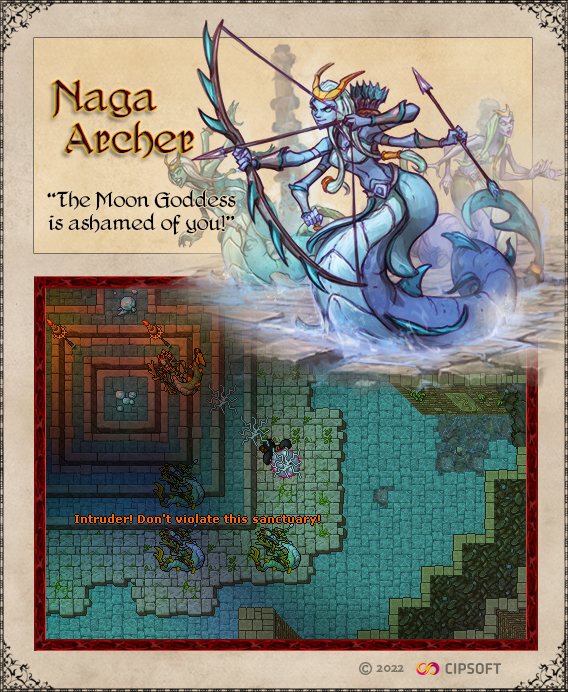 Naga
Archer
“The Moon Goddess
is ashamed of you!”
Intruder! Don't violate this sanctuary!
© 2022 CIPSOFT